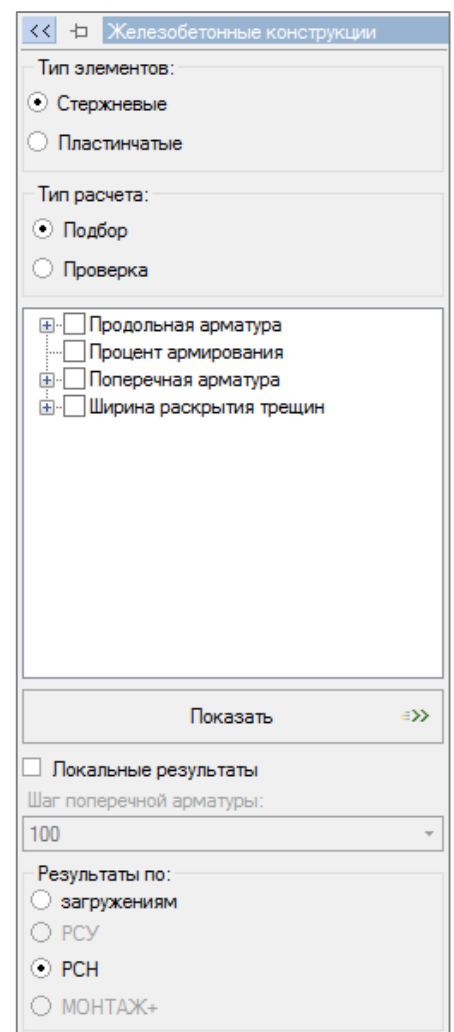 << Железобетонные конструкции
Тип элементов:
Стержневые
Пластинчатые
Тип расчета:
Подбор
Проверка
Продольная арматура
Процент армирования
Поперечная арматура
Ширина раскрытия трещин
Показать
Локальные результаты
Шаг поперечной арматуры:
100
Результаты по:
загружениям
РСУ
РСН
МОНТАЖ+